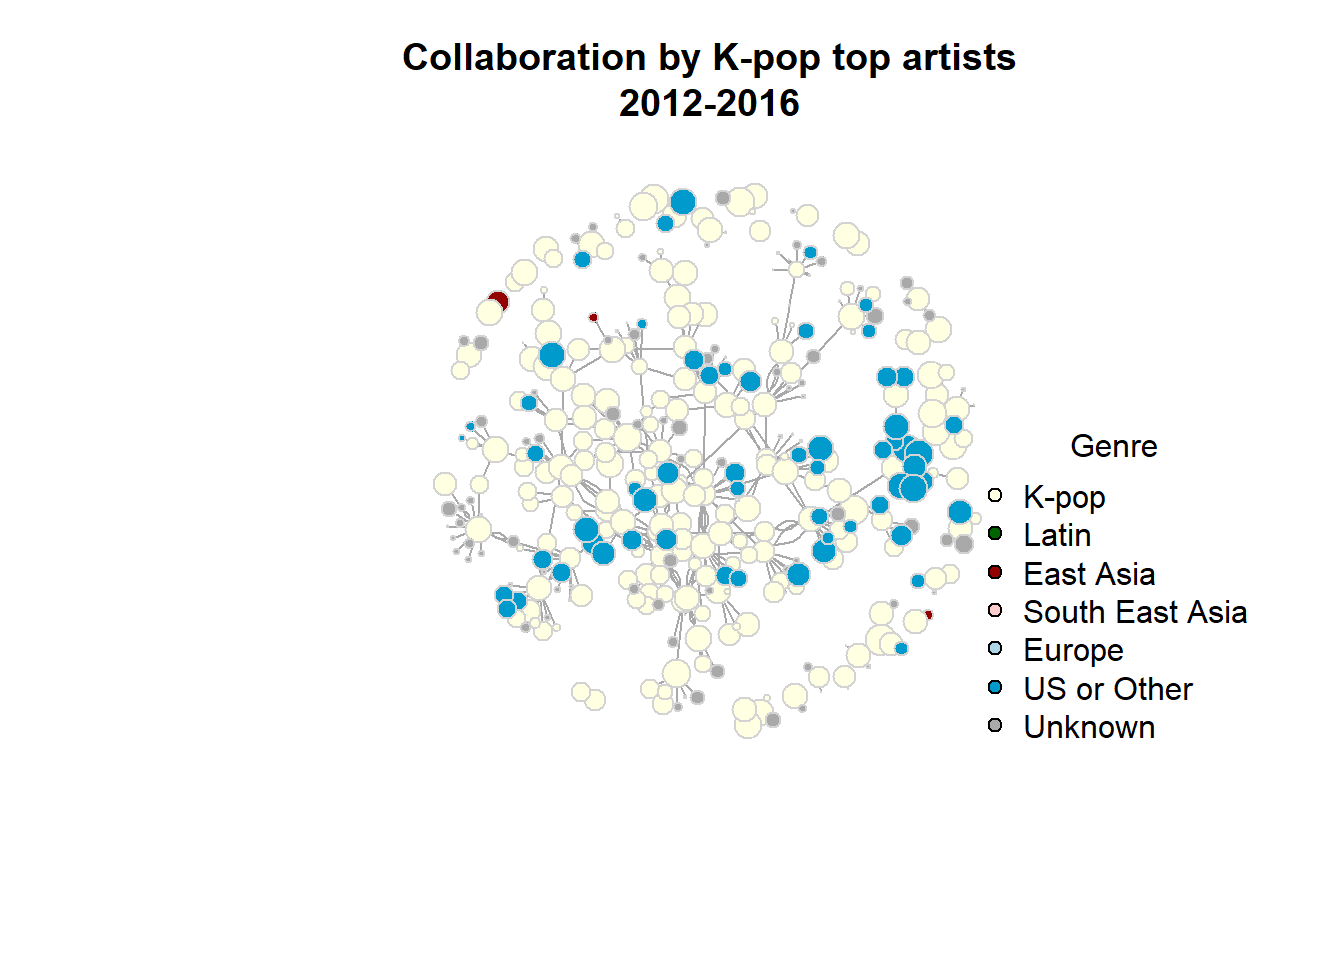 Collaboration by K-pop top artists
2012-2016
Genre
K-pop
Latin
East Asia
South East Asia
Europe
US or Other
Unknown